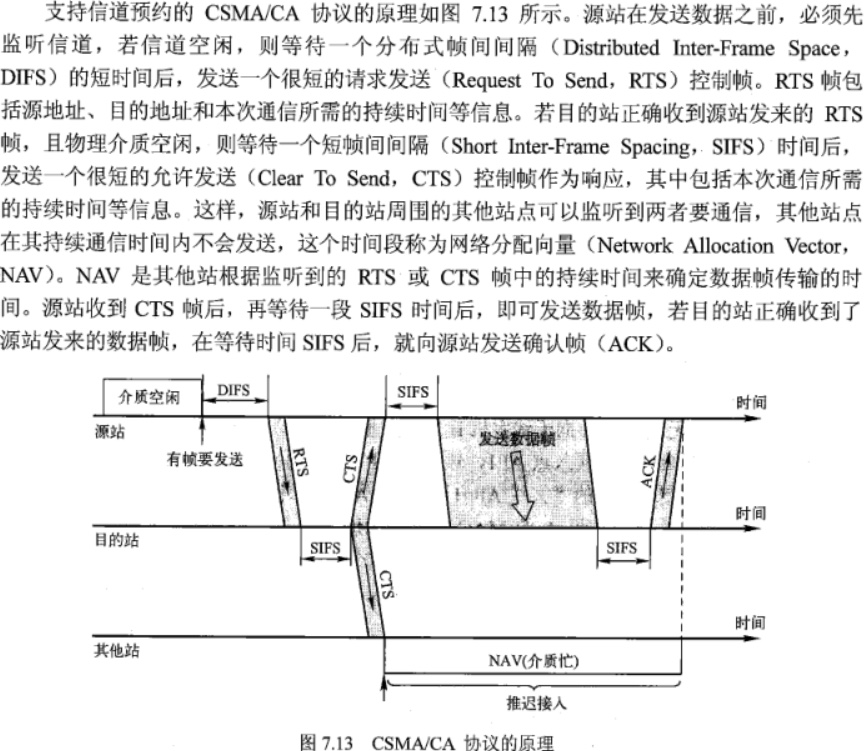 支持信道预约的 CSMA/CA 协议的原理如图 7.13 所示。源站在发送数据之前，必须先
监听信道，若信道空闲，则等待一个分布式帧间间隔（Distributed Inter-Frame Space，
DIFS）的短时间后，发送一个很短的请求发送（Request To Send，RTS）控制帧。RTS 帧包
括源地址、目的地址和本次通信所需的持续时间等信息。若目的站正确收到源站发来的 RTS
帧，且物理介质空闲，则等待一个短帧间间隔（Short Inter-Frame Spacing，SIFS）时间后，
发送一个很短的允许发送（Clear To Send，CTS）控制帧作为响应，其中包括本次通信所需
的持续时间等信息。这样，源站和目的站周围的其他站点可以监听到两者要通信，其他站点
在其持续通信时间内不会发送，这个时间段称为网络分配向量（Network Allocation Vector，
NAV）。NAV 是其他站根据监听到的 RTS 或 CTS 帧中的持续时间来确定数据帧传输的时
间。源站收到 CTS 帧后，再等待一段 SIFS 时间后，即可发送数据帧，若目的站正确收到了
源站发来的数据帧，在等待时间 SIFS 后，就向源站发送确认帧（ACK）。
介质空闲
DIFS
SIFS
时间
源站
有帧要发送
RTS
CTS
发送数据帧
ACK
时间
目的站
SIFS
SIFS
CTS
时间
其他站
NAV(介质忙)
推迟接入
图 7.13 CSMA/CA 协议的原理